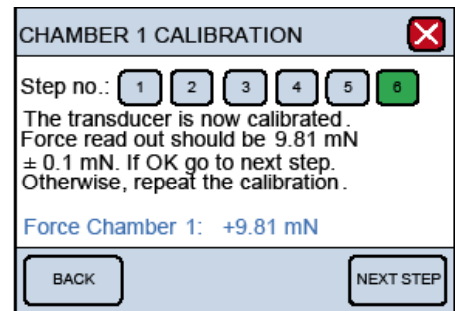 CHAMBER 1 CALIBRATION
Step no.: 1 2 3 4 5 6
The transducer is now calibrated.
Force read out should be 9.81 mN
± 0.1 mN. If OK go to next step.
Otherwise, repeat the calibration.
Force Chamber 1: +9.81 mN
BACK NEXT STEP